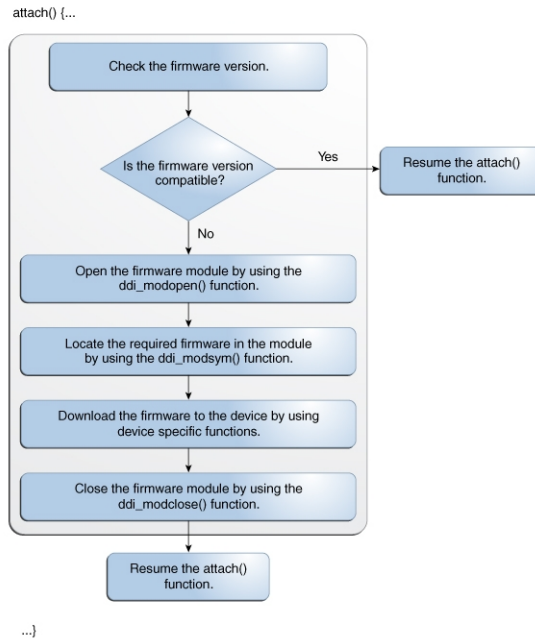 attach() {...
Check the firmware version.
Is the firmware version
compatible?
Yes
Resume the attach()
function.
No
Open the firmware module by using the
ddi_modopen() function.
Locate the required firmware in the module
by using the ddi_modsym() function.
Download the firmware to the device by using
device specific functions.
Close the firmware module by using the
ddi_modclose() function.
Resume the attach()
function.
...}